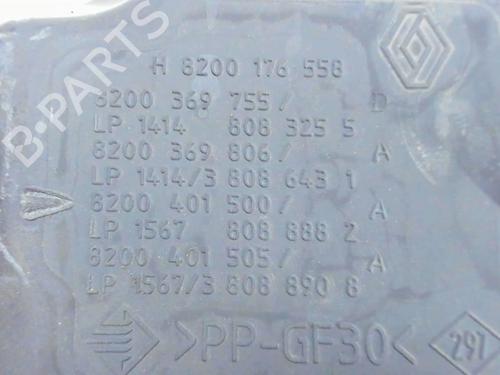 B-PARTS
H 8200 176 558
8200 369 755/ D
LP 1414 808 325 5
8200 369 806/ A
LP 1414/3 808 643 1
8200 401 500/ A
LP 1567 808 888 2
8200 401 505/ A
LP 1567/3 808 890 8
>PP-GF30<
297